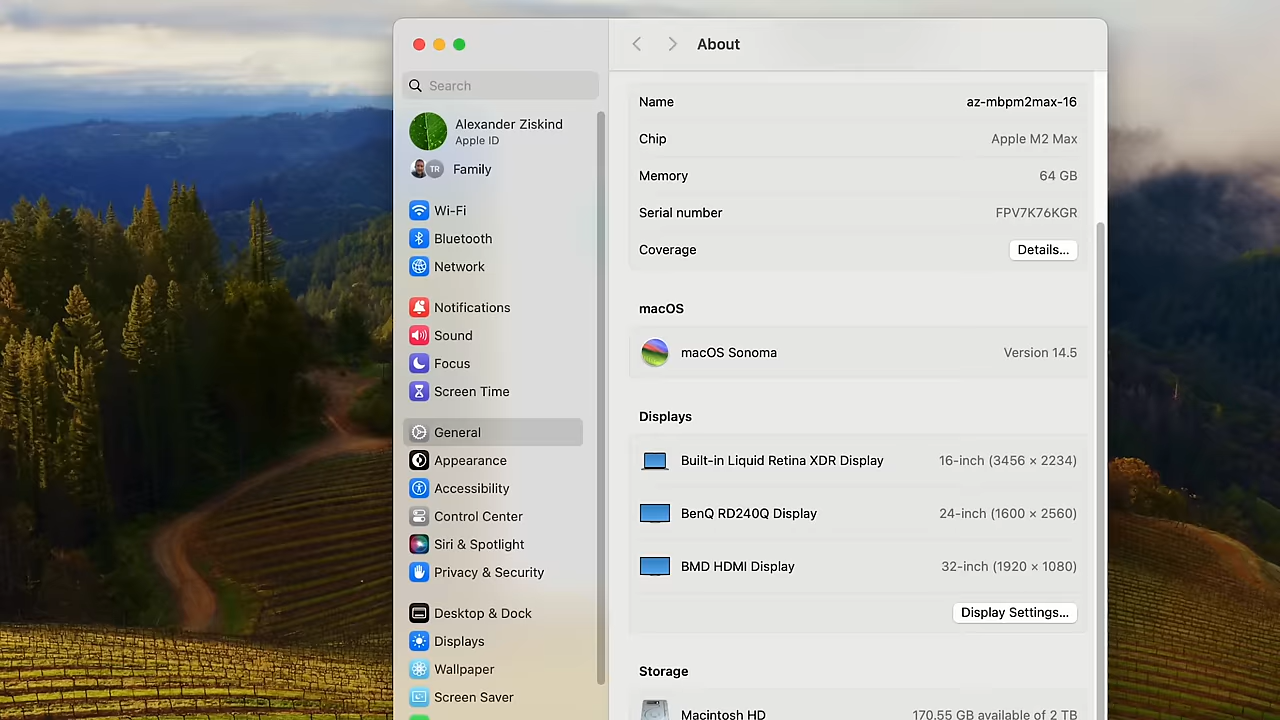 About
Search
Alexander Ziskind
Apple ID
TR
Family
Wi-Fi
Bluetooth
Network
Notifications
Sound
Focus
Screen Time
General
Appearance
Accessibility
Control Center
Siri & Spotlight
Privacy & Security
Desktop & Dock
Displays
Wallpaper
Screen Saver
Name az-mbpm2max-16
Chip Apple M2 Max
Memory 64 GB
Serial number FPV7K76KGR
Coverage Details...
macOS
macOS Sonoma Version 14.5
Displays
Built-in Liquid Retina XDR Display 16-inch (3456 × 2234)
BenQ RD240Q Display 24-inch (1600 × 2560)
BMD HDMI Display 32-inch (1920 × 1080)
Display Settings...
Storage
Macintosh HD 170.55 GB available of 2 TB